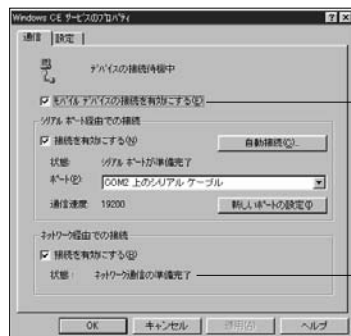 Windows CE サービスのプロパティ
通信 設定
デバイスの接続待機中
モバイル デバイスの接続を有効にする(E)
シリアル ポート経由での接続
接続を有効にする(N)
自動接続(C)...
状態: シリアル ポートが準備完了
ポート(P) COM2 上のシリアル ケーブル
通信速度: 19200 新しいポートの設定(I)
ネットワーク経由での接続
接続を有効にする(B)
状態: ネットワーク通信の準備完了
OK キャンセル 適用(A) ヘルプ